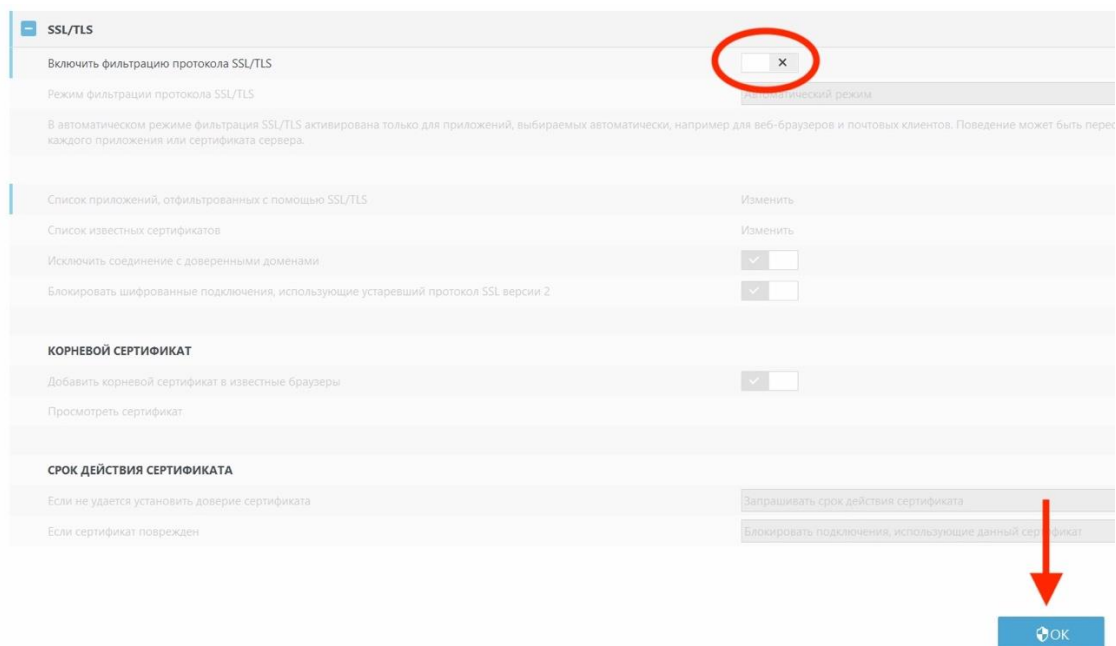 SSL/TLS
Включить фильтрацию протокола SSL/TLS
Режим фильтрации протокола SSL/TLS
Автоматический режим
В автоматическом режиме фильтрация SSL/TLS активирована только для приложений, выбираемых автоматически, например для веб-браузеров и почтовых клиентов. Поведение может быть перес
каждого приложения или сертификата сервера.
Список приложений, отфильтрованных с помощью SSL/TLS
Изменить
Список известных сертификатов
Изменить
Исключить соединение с доверенными доменами
Блокировать шифрованные подключения, использующие устаревший протокол SSL версии 2
КОРНЕВОЙ СЕРТИФИКАТ
Добавить корневой сертификат в известные браузеры
Просмотреть сертификат
СРОК ДЕЙСТВИЯ СЕРТИФИКАТА
Если не удается установить доверие сертификата
Запрашивать срок действия сертификата
Если сертификат поврежден
Блокировать подключения, использующие данный сертификат
OK